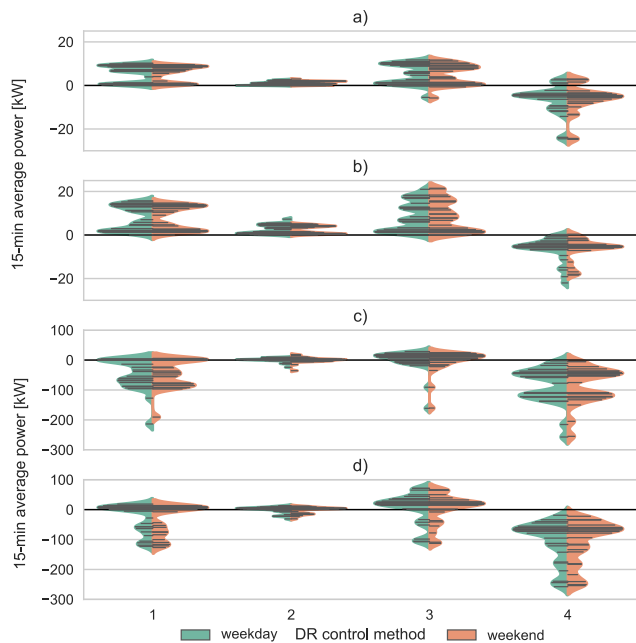 a)
20
0
−20
b)
20
0
−20
15-min average power [kW]
c)
100
0
−100
−200
−300
d)
100
0
−100
−200
−300
15-min average power [kW]
1 2 3 4
weekday DR control method weekend